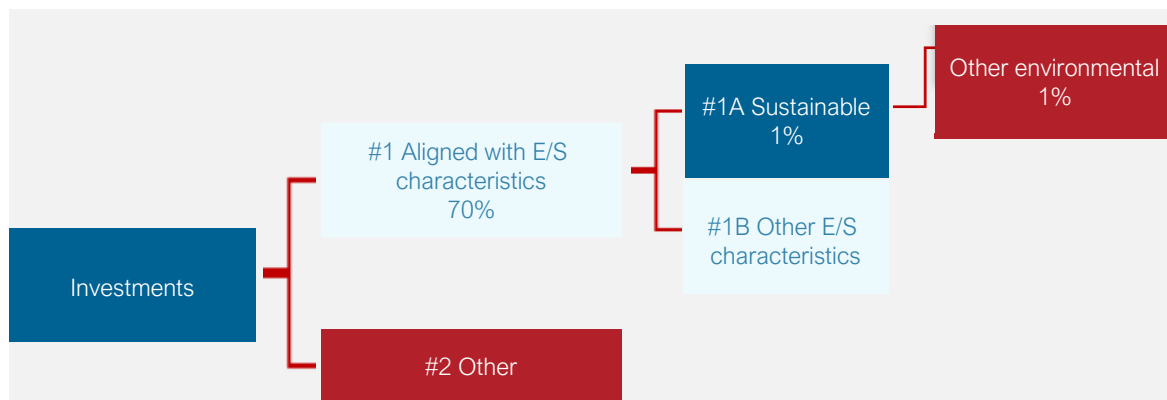 Investments
#1 Aligned with E/S
characteristics
70%
#2 Other
#1A Sustainable
1%
#1B Other E/S
characteristics
Other environmental
1%